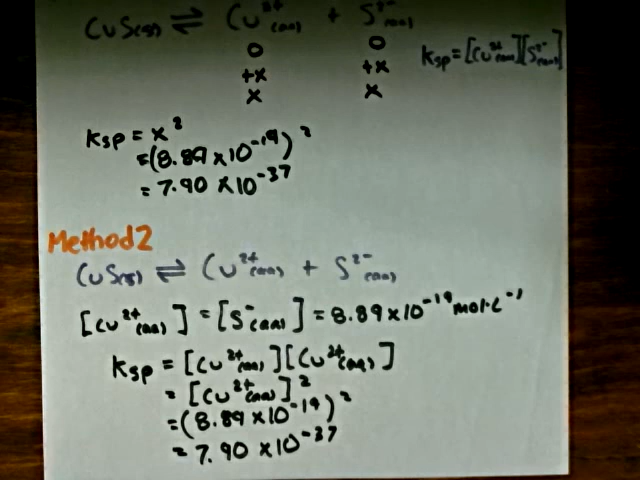 CuS(s) ⇌ Cu²⁺(aq) + S²⁻(aq)
0 0
+x +x
x x
Ksp = [Cu²⁺(aq)][S²⁻(aq)]
Ksp = x²
= (8.89 × 10⁻¹⁹)²
= 7.90 × 10⁻³⁷
Method 2
CuS(s) ⇌ Cu²⁺(aq) + S²⁻(aq)
[Cu²⁺(aq)] = [S⁻(aq)] = 8.89 × 10⁻¹⁹ mol·L⁻¹
Ksp = [Cu²⁺(aq)][Cu²⁺(aq)]
= [Cu²⁺(aq)]²
= (8.89 × 10⁻¹⁹)²
= 7.90 × 10⁻³⁷